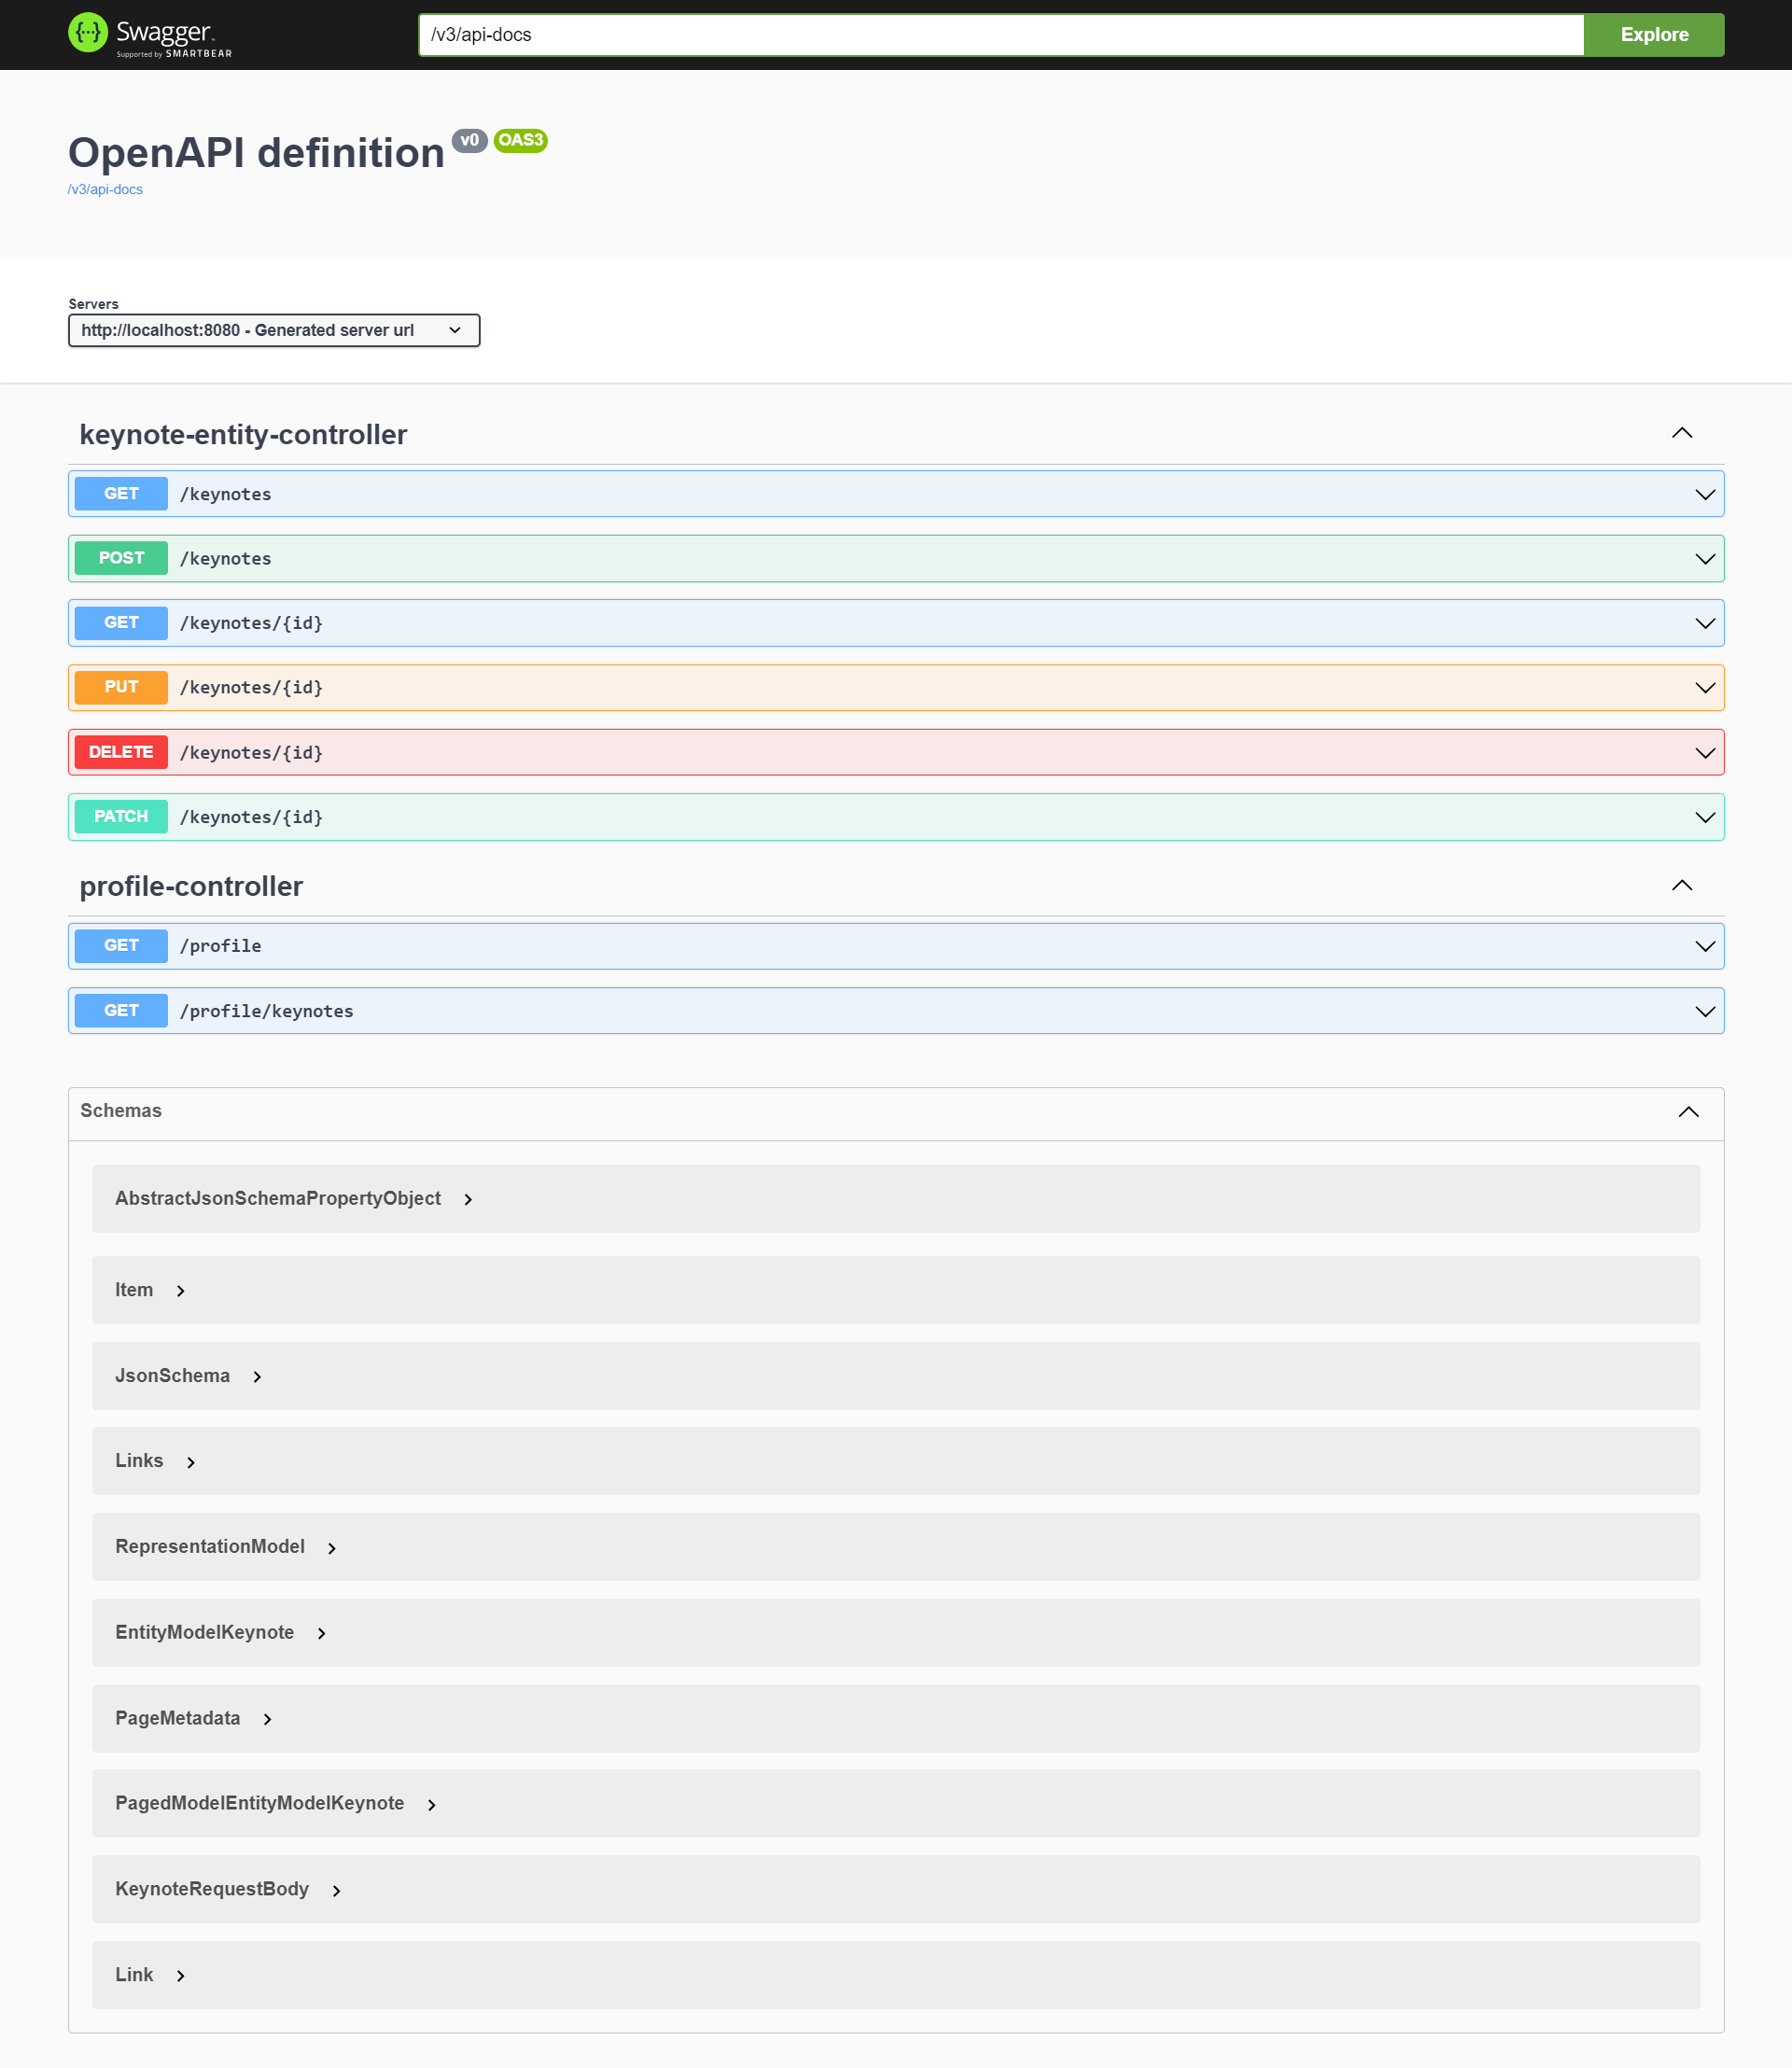 Swagger
Supported by SMARTBEAR
/v3/api-docs
Explore
OpenAPI definition v0 OAS3
/v3/api-docs
Servers
http://localhost:8080 - Generated server url
keynote-entity-controller
GET /keynotes
POST /keynotes
GET /keynotes/{id}
PUT /keynotes/{id}
DELETE /keynotes/{id}
PATCH /keynotes/{id}
profile-controller
GET /profile
GET /profile/keynotes
Schemas
AbstractJsonSchemaPropertyObject
Item
JsonSchema
Links
RepresentationModel
EntityModelKeynote
PageMetadata
PagedModelEntityModelKeynote
KeynoteRequestBody
Link